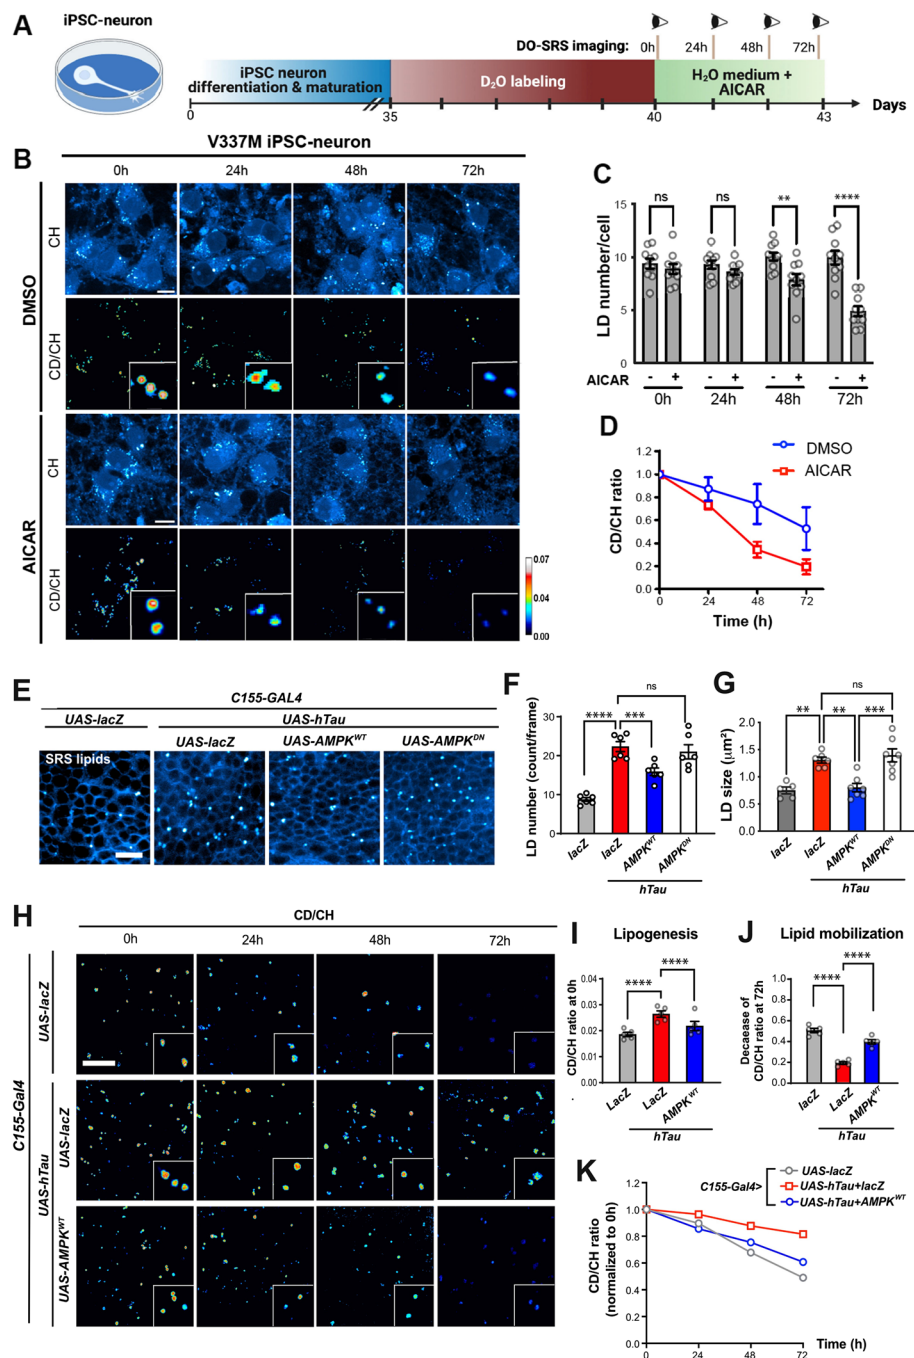 A
iPSC-neuron
DO-SRS imaging: 0h 24h 48h 72h
iPSC neuron
differentiation & maturation
D₂O labeling
H₂O medium +
AICAR
0 35 40 43 Days
B
V337M iPSC-neuron
0h 24h 48h 72h
DMSO
CH
CD/CH
AICAR
CH
CD/CH
0.07
0.04
0.00
C
LD number/cell
15
10
5
0
ns ns ** ****
AICAR - + - + - + - +
0h 24h 48h 72h
D
CD/CH ratio
1.2
1.0
0.8
0.6
0.4
0.2
0.0
DMSO
AICAR
0 24 48 72
Time (h)
E
C155-GAL4
UAS-lacZ UAS-hTau
UAS-lacZ UAS-AMPKᵂᵀ UAS-AMPKᴰᴺ
SRS lipids
F
LD number (count/frame)
30
20
10
0
ns
**** ***
lacZ lacZ AMPKᵂᵀ AMPKᴰᴺ
hTau
G
LD size (μm²)
2.0
1.5
1.0
0.5
0.0
ns
** ** ***
lacZ lacZ AMPKᵂᵀ AMPKᴰᴺ
hTau
H
CD/CH
0h 24h 48h 72h
C155-Gal4
UAS-lacZ
UAS-hTau
UAS-lacZ
UAS-AMPKᵂᵀ
I
Lipogenesis
CD/CH ratio at 0h
0.04
0.03
0.02
0.01
0.00
**** ****
LacZ LacZ AMPKᵂᵀ
hTau
J
Lipid mobilization
Decaease of
CD/CH ratio at 72h
1.0
0.8
0.6
0.4
0.2
0.0
**** ****
lacZ LacZ AMPKᵂᵀ
hTau
K
C155-Gal4>
UAS-lacZ
UAS-hTau+lacZ
UAS-hTau+AMPKᵂᵀ
CD/CH ratio
(normalized to 0h)
1.2
1.0
0.8
0.6
0.4
0.2
0.0
0 24 48 72
Time (h)